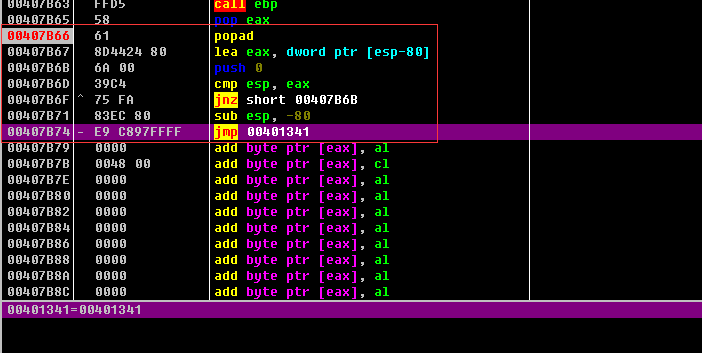 00407B63 FFD5 call ebp
00407B65 58 pop eax
00407B66 61 popad
00407B67 8D4424 80 lea eax, dword ptr [esp-80]
00407B6B 6A 00 push 0
00407B6D 39C4 cmp esp, eax
00407B6F ^ 75 FA jnz short 00407B6B
00407B71 83EC 80 sub esp, -80
00407B74 - E9 C897FFFF jmp 00401341
00407B79 0000 add byte ptr [eax], al
00407B7B 0048 00 add byte ptr [eax], cl
00407B7E 0000 add byte ptr [eax], al
00407B80 0000 add byte ptr [eax], al
00407B82 0000 add byte ptr [eax], al
00407B84 0000 add byte ptr [eax], al
00407B86 0000 add byte ptr [eax], al
00407B88 0000 add byte ptr [eax], al
00407B8A 0000 add byte ptr [eax], al
00407B8C 0000 add byte ptr [eax], al
00401341=00401341